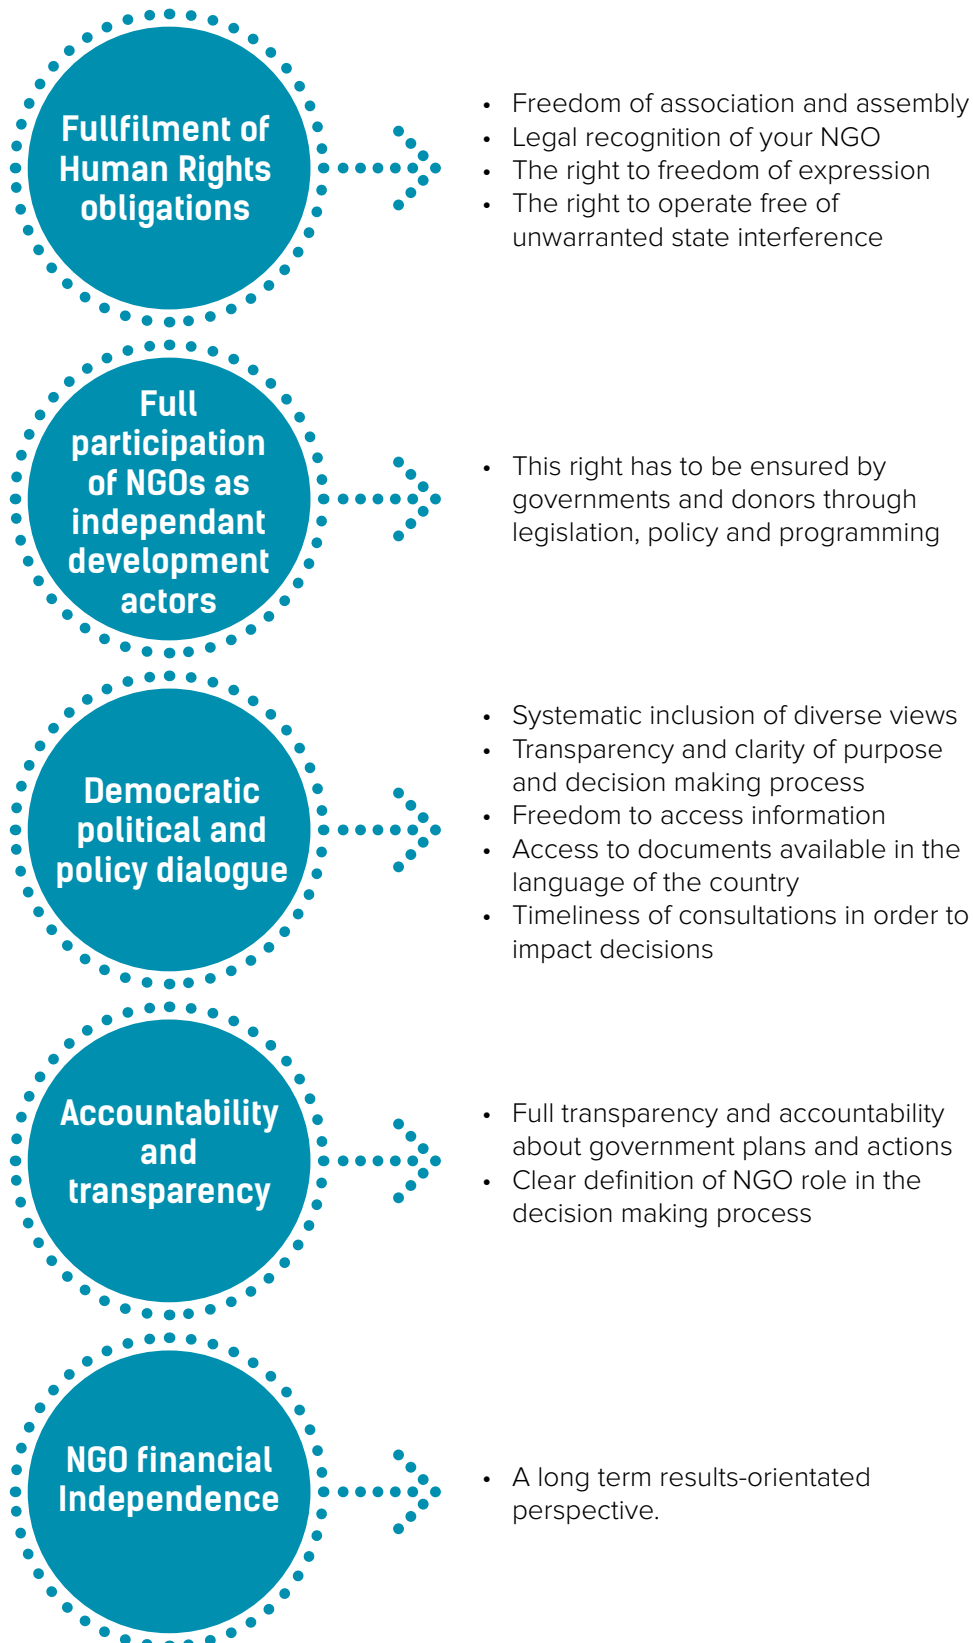 Fullfilment of
Human Rights
obligations
• Freedom of association and assembly
• Legal recognition of your NGO
• The right to freedom of expression
• The right to operate free of
unwarranted state interference
Full
participation
of NGOs as
independant
development
actors
• This right has to be ensured by
governments and donors through
legislation, policy and programming
Democratic
political and
policy dialogue
• Systematic inclusion of diverse views
• Transparency and clarity of purpose
and decision making process
• Freedom to access information
• Access to documents available in the
language of the country
• Timeliness of consultations in order to
impact decisions
Accountability
and
transparency
• Full transparency and accountability
about government plans and actions
• Clear definition of NGO role in the
decision making process
NGO financial
Independence
• A long term results-orientated
perspective.